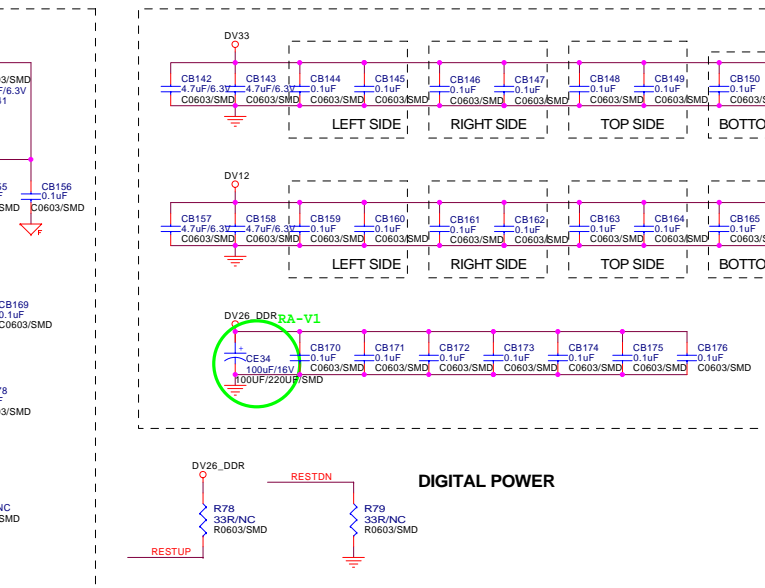 DV33
3/SMD
F/6.3V
41
CB142
4.7uF/6.3V
C0603/SMD
CB143
4.7uF/6.3V
C0603/SMD
CB144
0.1uF
C0603/SMD
CB145
0.1uF
C0603/SMD
CB146
0.1uF
C0603/SMD
CB147
0.1uF
C0603/SMD
CB148
0.1uF
C0603/SMD
CB149
0.1uF
C0603/SMD
CB150
0.1uF
C0603/S
LEFT SIDE
RIGHT SIDE
TOP SIDE
BOTTO
DV12
55
F
SMD
CB156
0.1uF
C0603/SMD
F
CB157
4.7uF/6.3V
C0603/SMD
CB158
4.7uF/6.3V
C0603/SMD
CB159
0.1uF
C0603/SMD
CB160
0.1uF
C0603/SMD
CB161
0.1uF
C0603/SMD
CB162
0.1uF
C0603/SMD
CB163
0.1uF
C0603/SMD
CB164
0.1uF
C0603/SMD
CB165
0.1uF
C0603/S
LEFT SIDE
RIGHT SIDE
TOP SIDE
BOTTO
CB169
0.1uF
C0603/SMD
DV26_DDR
RA-V1
+
CE34
100uF/16V
100UF/220UF/SMD
CB170
0.1uF
C0603/SMD
CB171
0.1uF
C0603/SMD
CB172
0.1uF
C0603/SMD
CB173
0.1uF
C0603/SMD
CB174
0.1uF
C0603/SMD
CB175
0.1uF
C0603/SMD
CB176
0.1uF
C0603/SMD
78
F
3/SMD
DV26_DDR
RESTDN
DIGITAL POWER
NC
SMD
R78
33R/NC
R0603/SMD
R79
33R/NC
R0603/SMD
RESTUP